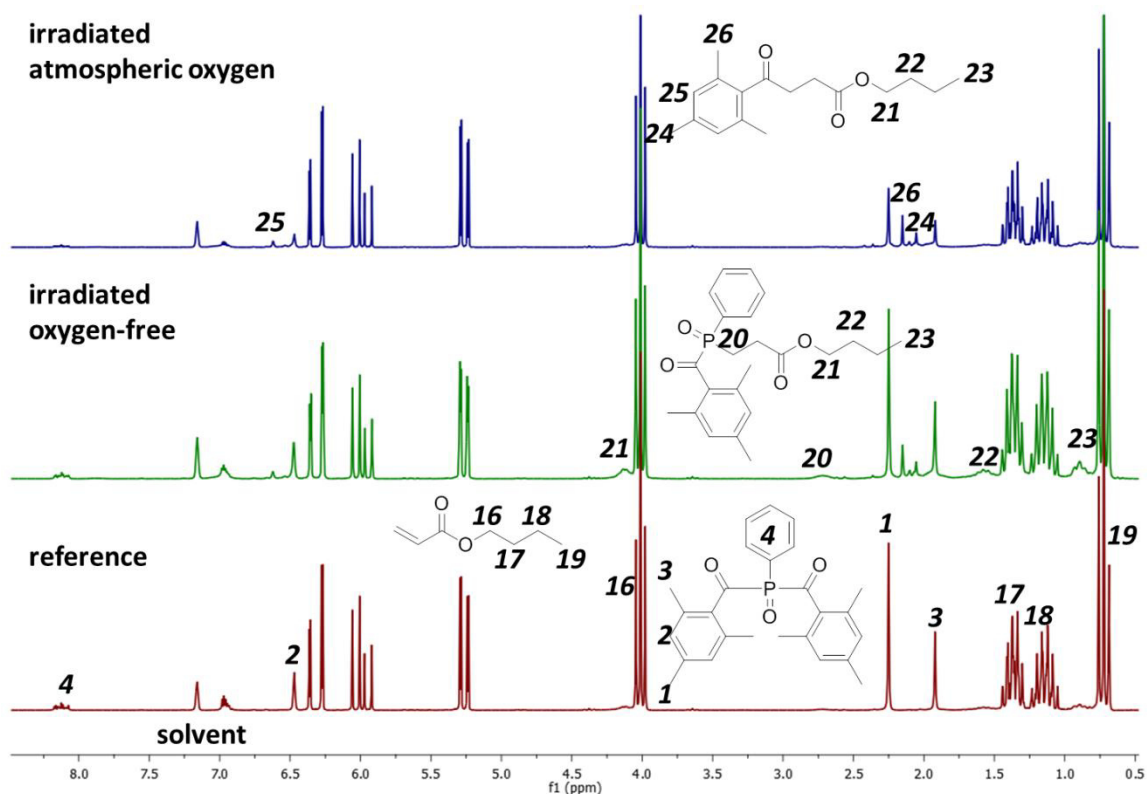 irradiated
atmospheric oxygen
26
O
22
23
O
25
21
24
O
25
26
24
irradiated
oxygen-free
O
P
20
22
23
O
O
21
O
21
20
22
23
reference
O
16
18
O
17
19
4
3
O
O
P
O
2
1
4
2
16
1
3
17
18
19
solvent
8.0 7.5 7.0 6.5 6.0 5.5 5.0 4.5 4.0 3.5 3.0 2.5 2.0 1.5 1.0 0.5
f1 (ppm)